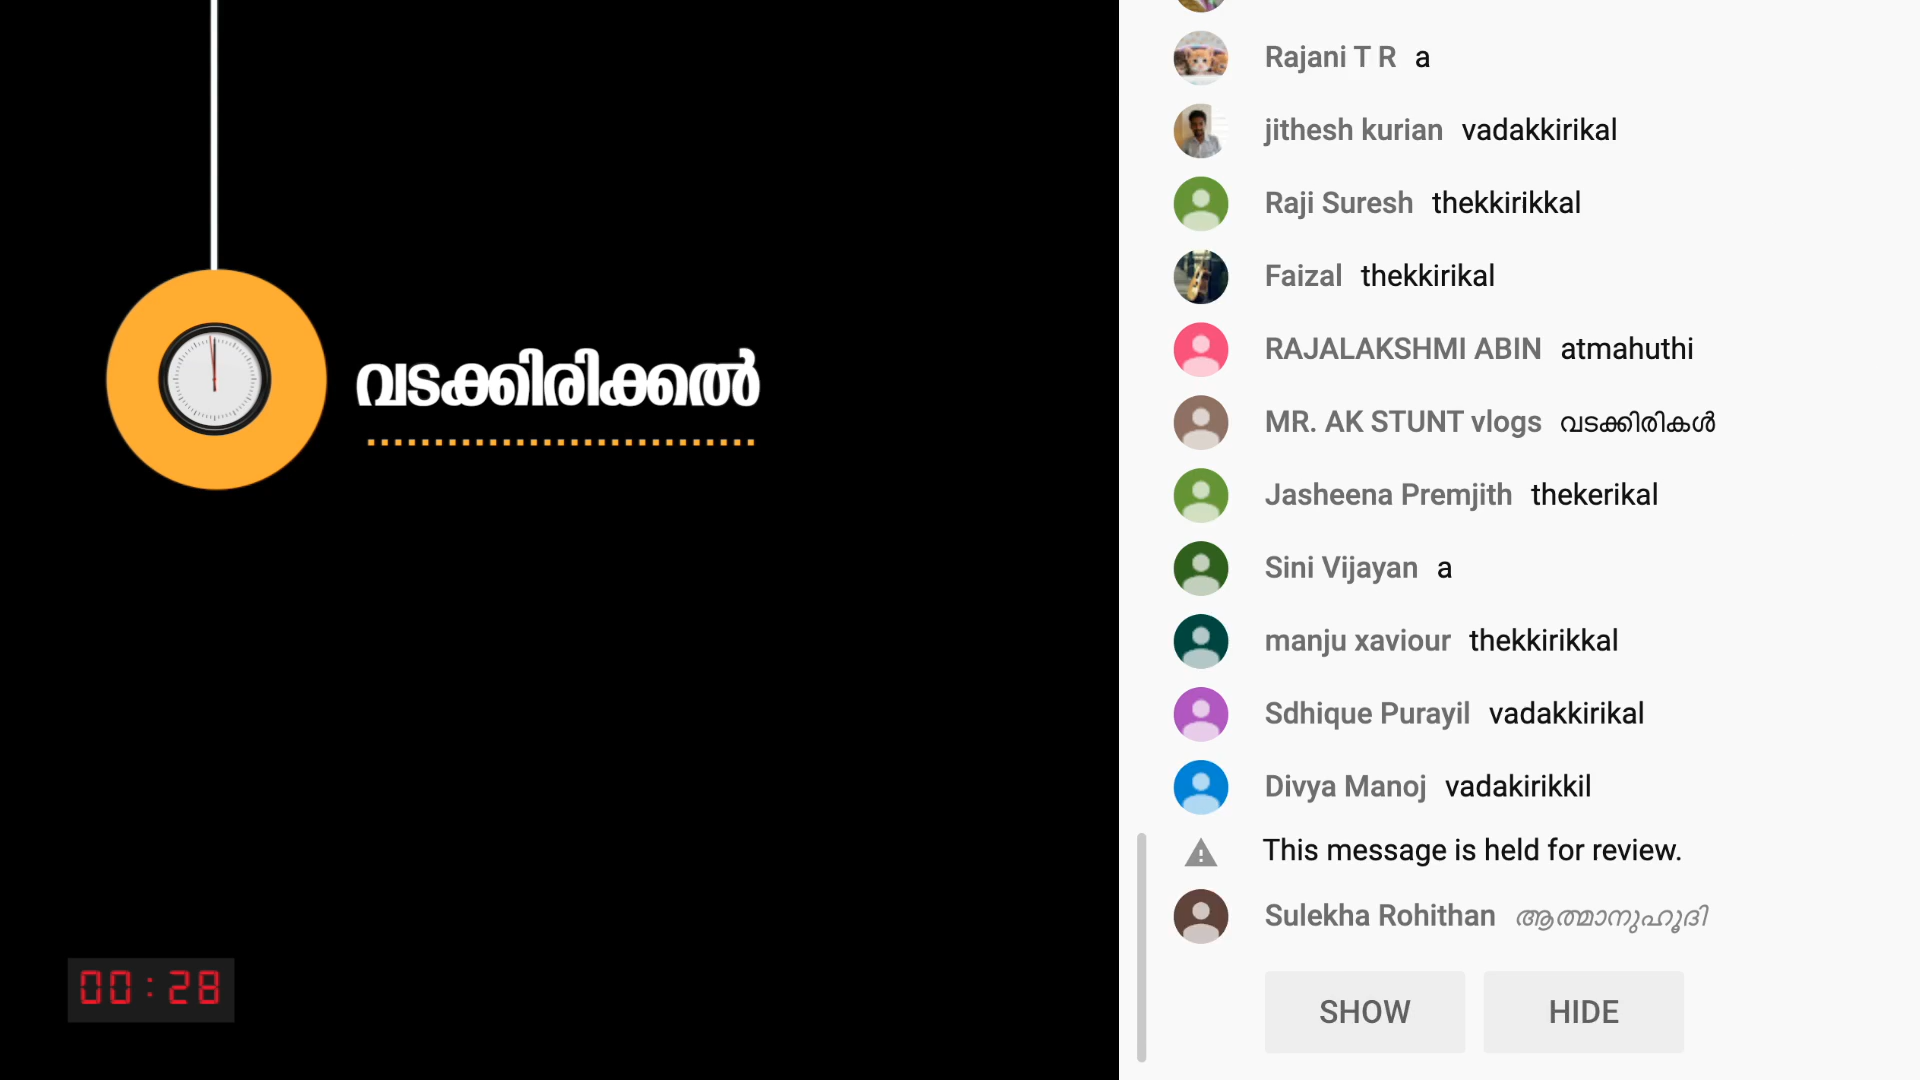 വടക്കിരിക്കൽ
00:28
Rajani T R a
jithesh kurian vadakkirikal
Raji Suresh thekkirikkal
Faizal thekkirikal
RAJALAKSHMI ABIN atmahuthi
MR. AK STUNT vlogs വടക്കിരികൾ
Jasheena Premjith thekerikal
Sini Vijayan a
manju xaviour thekkirikkal
Sdhique Purayil vadakkirikal
Divya Manoj vadakirikkil
This message is held for review.
Sulekha Rohithan ആത്മാനുഹൂദി
SHOW HIDE